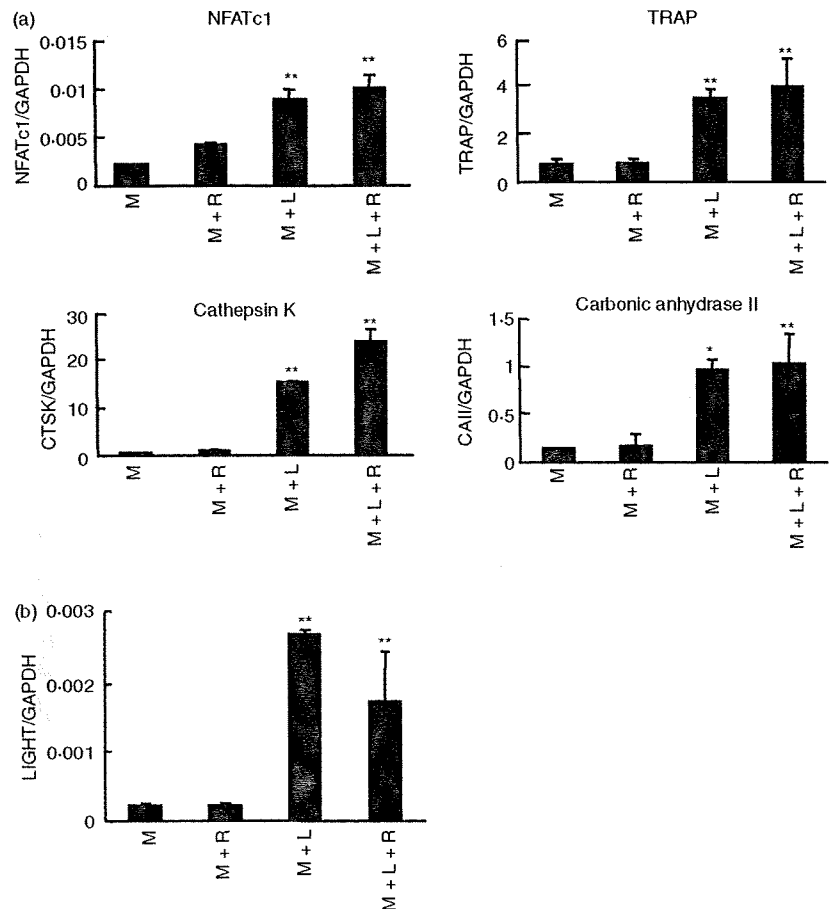 (a)
NFATc1
NFATc1/GAPDH
0·015
0·01
0·005
0
**
**
M
M + R
M + L
M + L + R
TRAP
TRAP/GAPDH
6
4
2
0
**
**
M
M + R
M + L
M + L + R
Cathepsin K
CTSK/GAPDH
30
20
10
0
**
**
M
M + R
M + L
M + L + R
Carbonic anhydrase II
CAII/GAPDH
1·5
1
0·5
0
*
**
M
M + R
M + L
M + L + R
(b)
LIGHT/GAPDH
0·003
0·002
0·001
0
**
**
M
M + R
M + L
M + L + R